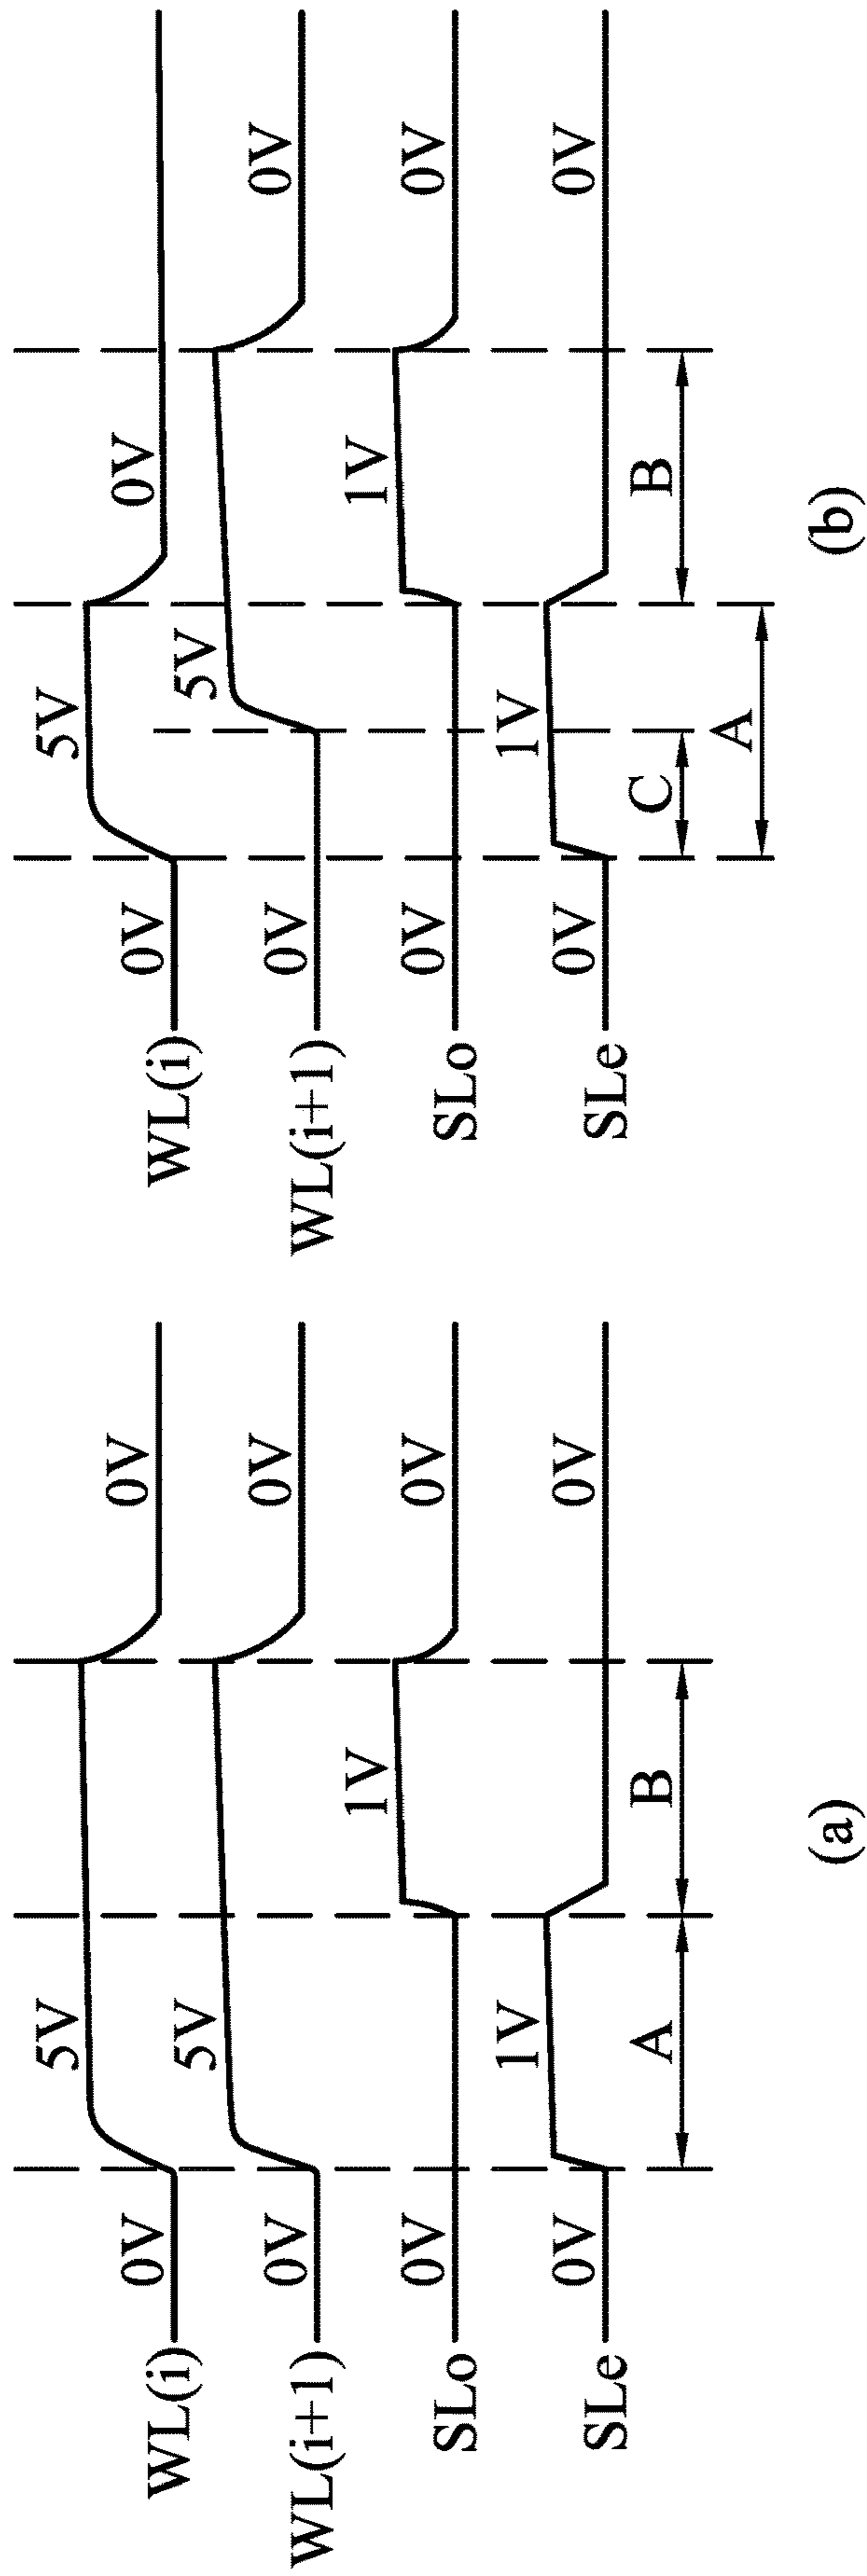 WL(i) 0V 5V 0V
WL(i+1) 0V 5V 0V
SLo 0V 1V 0V
SLe 0V 1V 0V
A B
(a)
WL(i) 0V 5V 0V
WL(i+1) 0V 5V 0V
SLo 0V 1V 0V
SLe 0V 1V 0V
C B
A
(b)